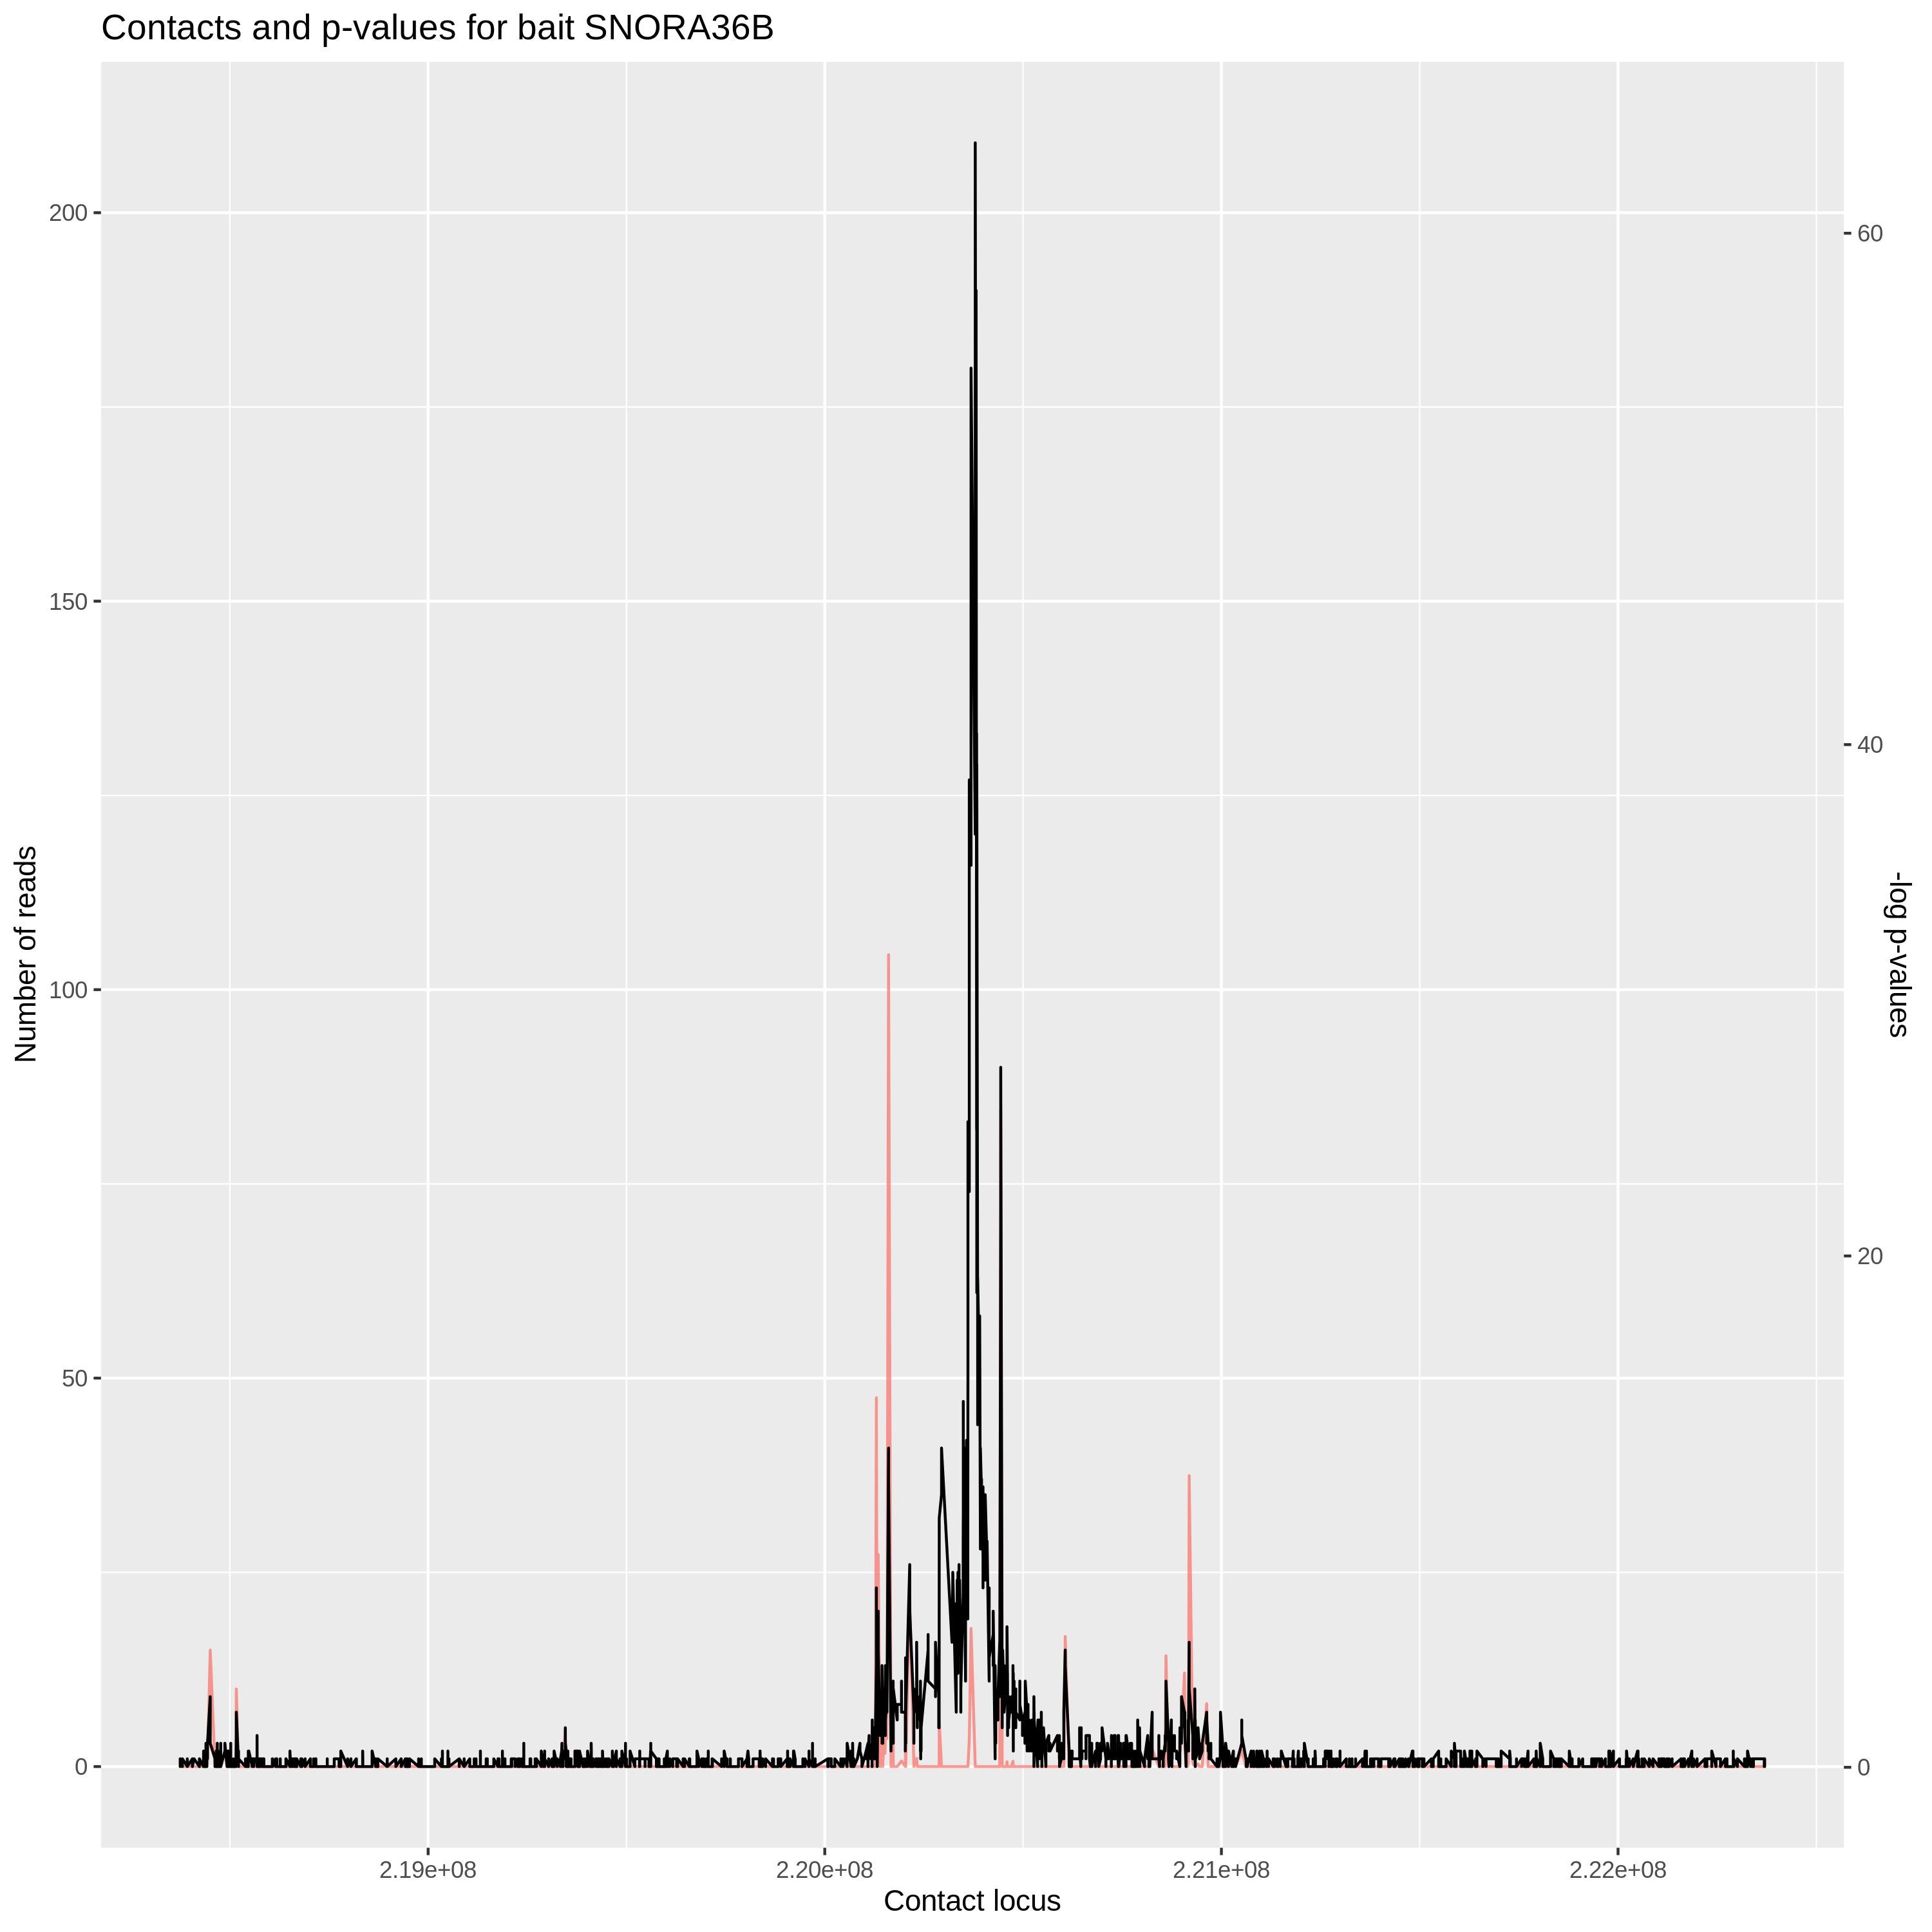 Contacts and p-values for bait SNORA36B
Number of reads
200
150
100
50
0
60
40
20
0
-log p-values
2.19e+08
2.20e+08
2.21e+08
2.22e+08
Contact locus